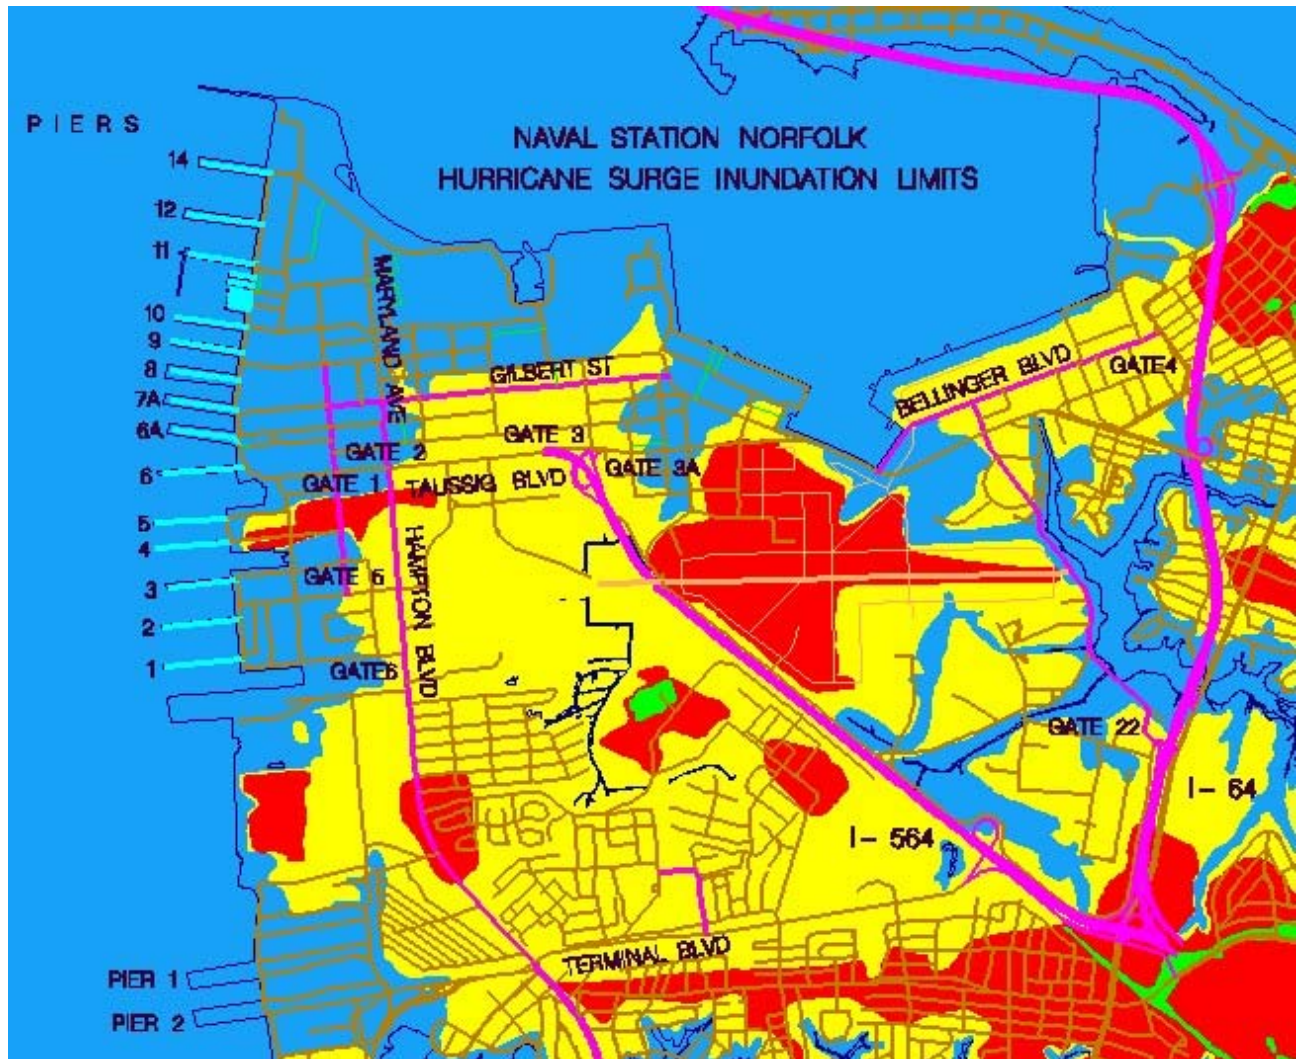 PIERS
NAVAL STATION NORFOLK
HURRICANE SURGE INUNDATION LIMITS
14
12
11
10
9
8
7A
6A
6
5
4
3
2
1
MARYLAND AVE
GILBERT ST
BELLINGER BLVD
GATE4
GATE 2
GATE 3
GATE 1
TAUSSIG BLVD
GATE 3A
HAMPTON BLVD
GATE 5
GATE6
GATE 22
I-64
I-564
TERMINAL BLVD
PIER 1
PIER 2